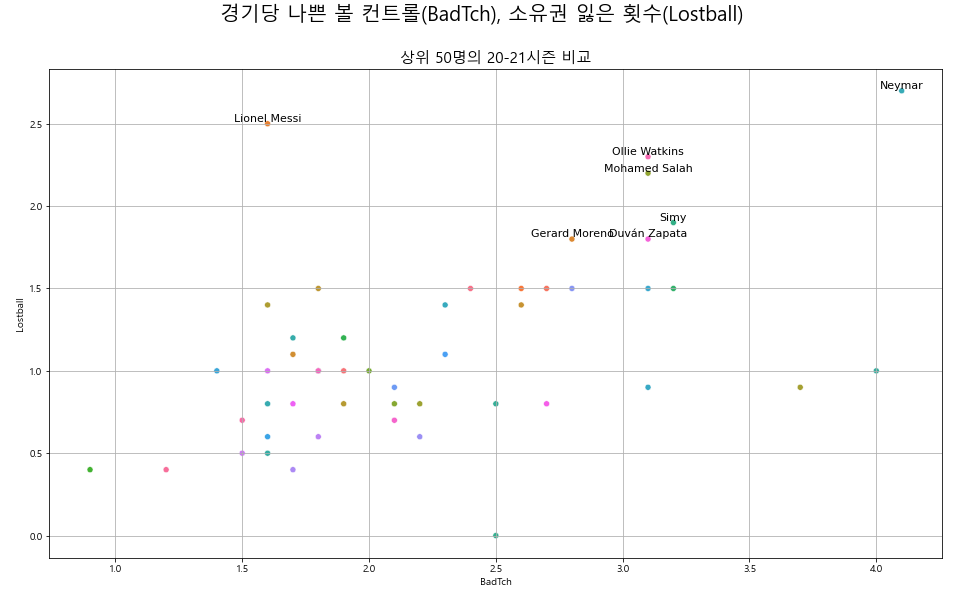 경기당 나쁜 볼 컨트롤(BadTch), 소유권 잃은 횟수(Lostball)
상위 50명의 20-21시즌 비교
Neymar
Lionel Messi
2.5
Ollie Watkins
Mohamed Salah
2.0
Simy
Gerard Moreno
Duván Zapata
1.5
Lostball
1.0
0.5
0.0
1.0 1.5 2.0 2.5 3.0 3.5 4.0
BadTch